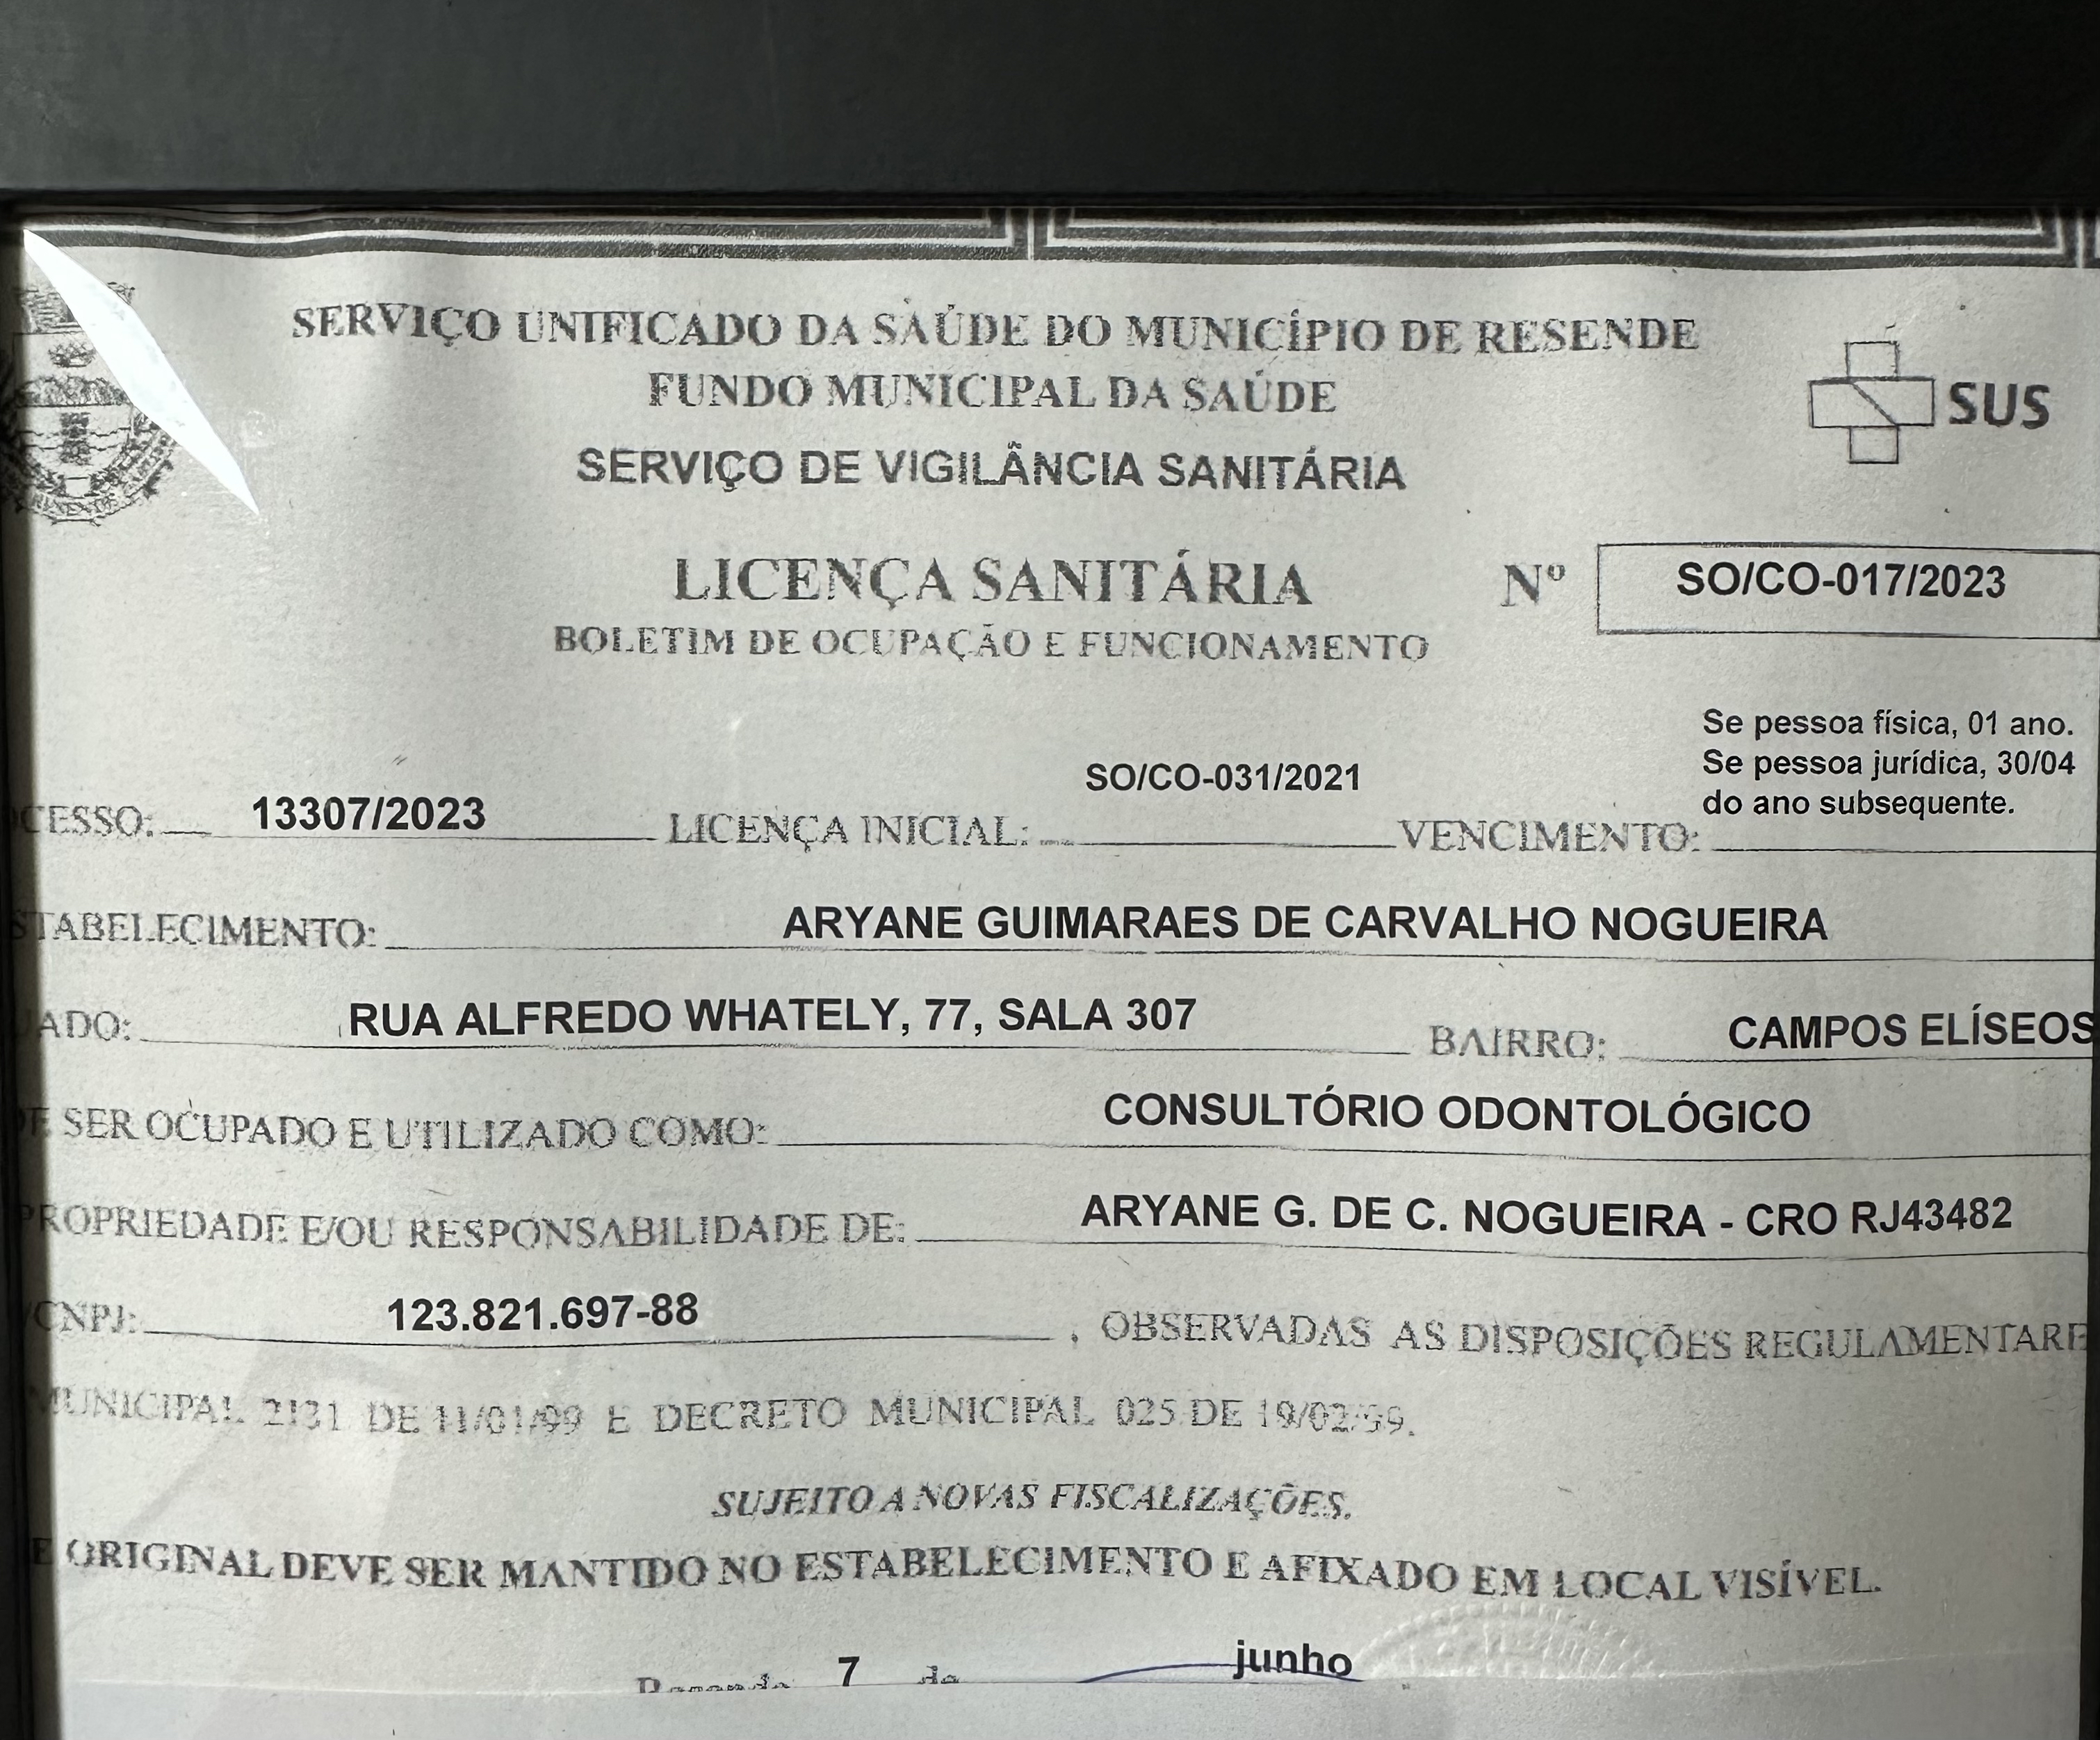 SERVIÇO UNIFICADO DA SAÚDE DO MUNICÍPIO DE RESENDE
FUNDO MUNICIPAL DA SAÚDE
SUS
SERVIÇO DE VIGILÂNCIA SANITÁRIA
LICENÇA SANITÁRIA Nº SO/CO-017/2023
BOLETIM DE OCUPAÇÃO E FUNCIONAMENTO
Se pessoa física, 01 ano.
Se pessoa jurídica, 30/04
do ano subsequente.
CESSO: 13307/2023 LICENÇA INICIAL: SO/CO-031/2021 VENCIMENTO:
STABELECIMENTO: ARYANE GUIMARAES DE CARVALHO NOGUEIRA
ADO: RUA ALFREDO WHATELY, 77, SALA 307 BAIRRO: CAMPOS ELÍSEOS
E SER OCUPADO E UTILIZADO COMO: CONSULTÓRIO ODONTOLÓGICO
PROPRIEDADE E/OU RESPONSABILIDADE DE: ARYANE G. DE C. NOGUEIRA - CRO RJ43482
/CNPJ: 123.821.697-88 , OBSERVADAS AS DISPOSIÇÕES REGULAMENTARE
MUNICIPAL 2131 DE 11/01/99 E DECRETO MUNICIPAL 025 DE 19/02/99.
SUJEITO A NOVAS FISCALIZAÇÕES.
E ORIGINAL DEVE SER MANTIDO NO ESTABELECIMENTO E AFIXADO EM LOCAL VISÍVEL.
Resende 7 de junho